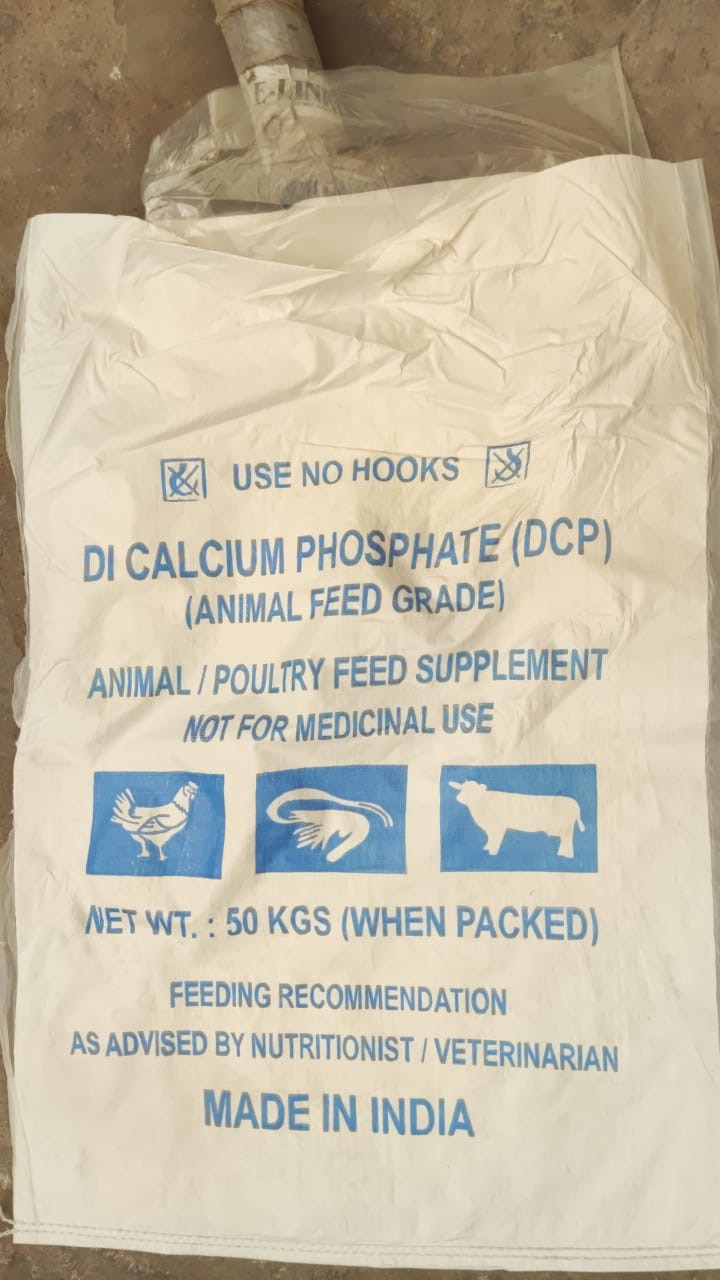 E-LINK
USE NO HOOKS
DI CALCIUM PHOSPHATE (DCP)
(ANIMAL FEED GRADE)
ANIMAL / POULTRY FEED SUPPLEMENT
NOT FOR MEDICINAL USE
NET WT. : 50 KGS (WHEN PACKED)
FEEDING RECOMMENDATION
AS ADVISED BY NUTRITIONIST / VETERINARIAN
MADE IN INDIA